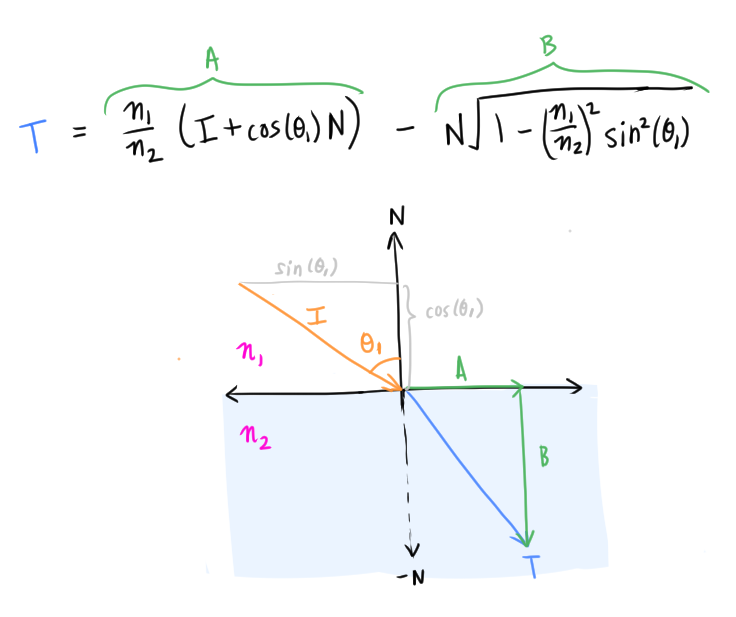 A B
T = n₁/n₂ (I + cos(θ₁) N) − N√1 − (n₁/n₂)² sin²(θ₁)
N
sin(θ₁)
I cos(θ₁)
n₁ θ₁
A
n₂
B
-N T